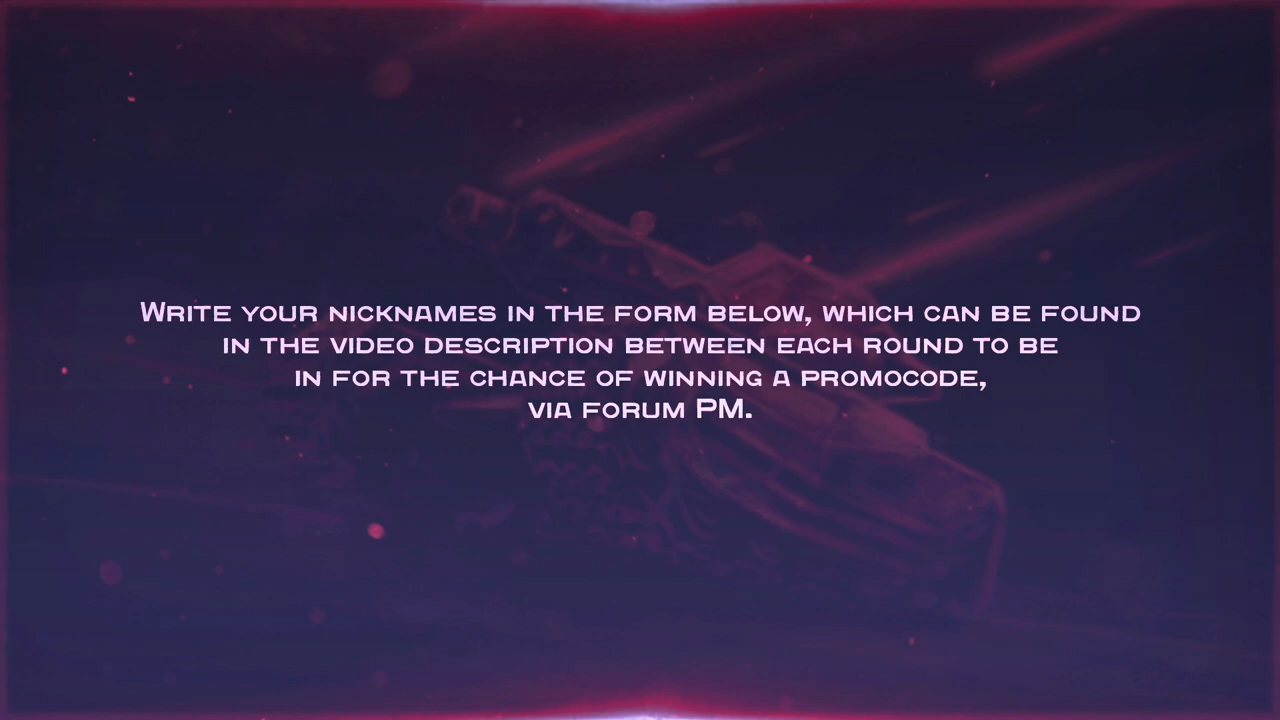 Write your nicknames in the form below, which can be found
in the video description between each round to be
in for the chance of winning a promocode,
via forum PM.